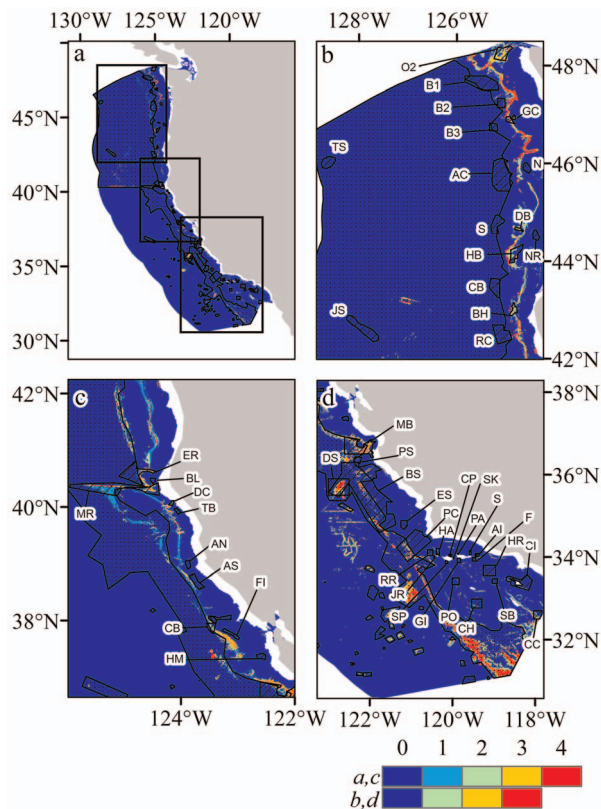 130°W 125°W 120°W
128°W 126°W
a
b
O2
48°N
B1
B2
GC
B3
TS
N
46°N
AC
DB
S
HB
NR
44°N
CB
JS
BH
RC
42°N
45°N
40°N
35°N
30°N
42°N
c
ER
BL
DC
40°N
MR
TB
AN
AS
FI
38°N
CB
HM
124°W 122°W
d
38°N
MB
DS
PS
BS
CP
SK
36°N
ES
PC
S
HA
PA
AI
F
HR
CI
34°N
RR
JR
SP
GI
PO
CH
SB
CC
32°N
122°W 120°W 118°W
0 1 2 3 4
a,c
b,d